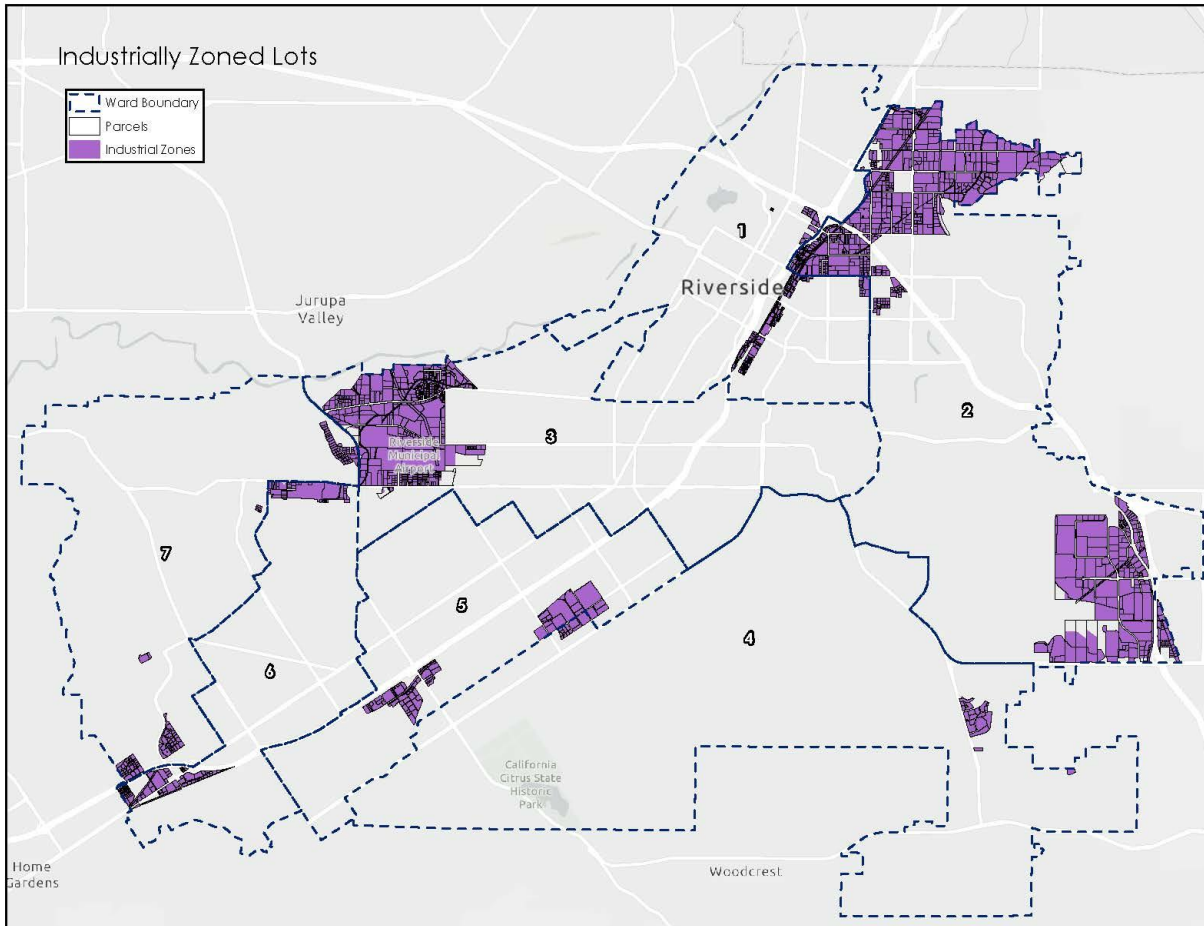 Industrially Zoned Lots
Ward Boundary
Parcels
Industrial Zones
1
Riverside
Jurupa
Valley
2
3
Riverside
Municipal
Airport
7
5
4
6
California
Citrus State
Historic
Park
Home
Gardens
Woodcrest